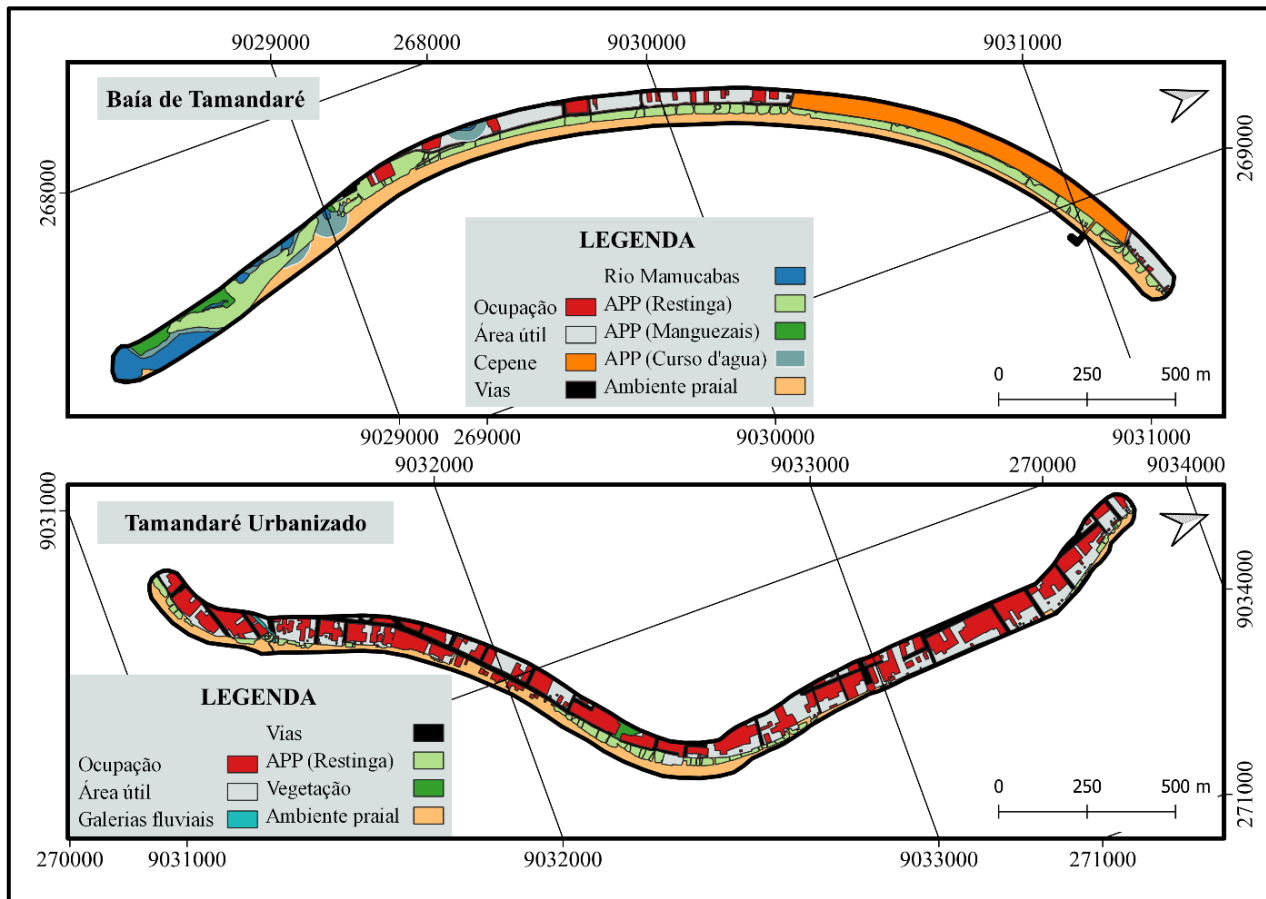 9029000 268000 9030000 9031000
Baía de Tamandaré
268000
269000
LEGENDA
Rio Mamucabas
Ocupação APP (Restinga)
Área útil APP (Manguezais)
Cepene APP (Curso d'agua)
Vias Ambiente praial
0 250 500 m
9029000 269000 9030000 9031000
9032000 9033000 270000 9034000
9031000
Tamandaré Urbanizado
9034000
LEGENDA
Vias
Ocupação APP (Restinga)
Área útil Vegetação
Galerias fluviais Ambiente praial
0 250 500 m
271000
270000 9031000 9032000 9033000 271000